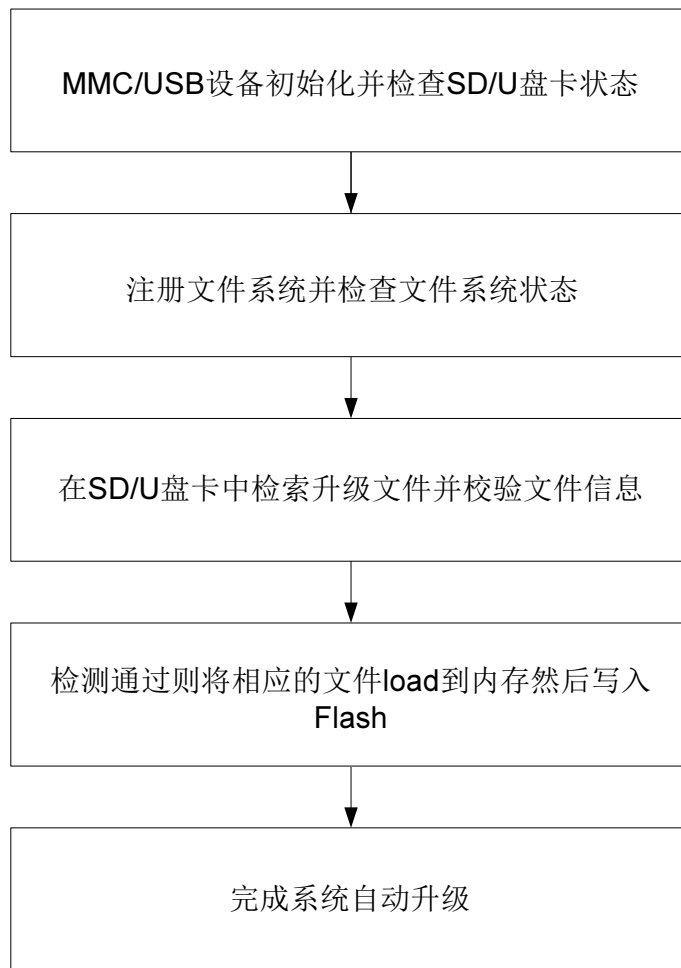 MMC/USB设备初始化并检查SD/U盘卡状态
注册文件系统并检查文件系统状态
在SD/U盘卡中检索升级文件并校验文件信息
检测通过则将相应的文件load到内存然后写入
Flash
完成系统自动升级